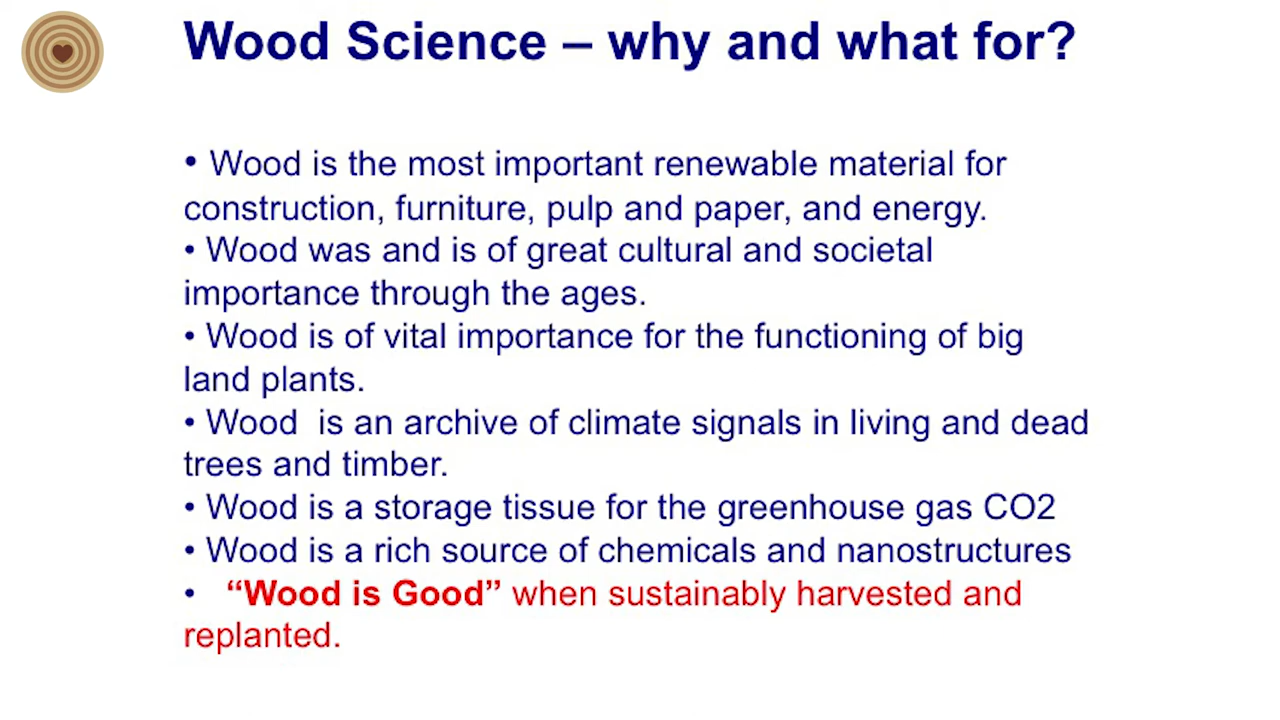 Wood Science – why and what for?
• Wood is the most important renewable material for
construction, furniture, pulp and paper, and energy.
• Wood was and is of great cultural and societal
importance through the ages.
• Wood is of vital importance for the functioning of big
land plants.
• Wood  is an archive of climate signals in living and dead
trees and timber.
• Wood is a storage tissue for the greenhouse gas CO2
• Wood is a rich source of chemicals and nanostructures
•   “Wood is Good” when sustainably harvested and
replanted.